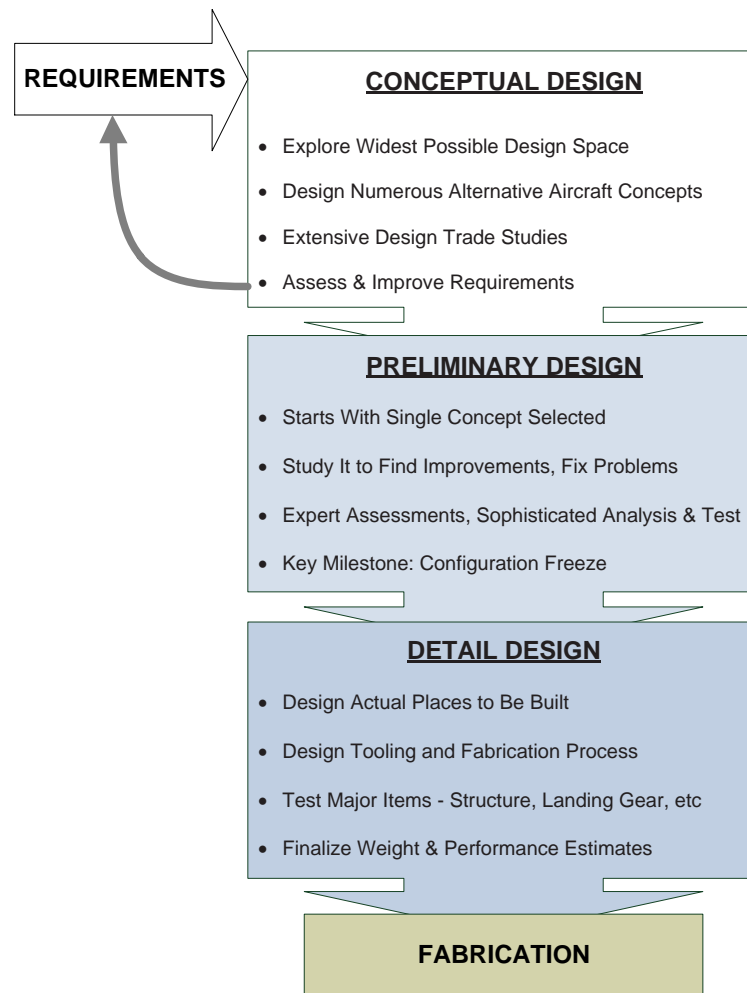 REQUIREMENTS
CONCEPTUAL DESIGN
• Explore Widest Possible Design Space
• Design Numerous Alternative Aircraft Concepts
• Extensive Design Trade Studies
• Assess & Improve Requirements
PRELIMINARY DESIGN
• Starts With Single Concept Selected
• Study It to Find Improvements, Fix Problems
• Expert Assessments, Sophisticated Analysis & Test
• Key Milestone: Configuration Freeze
DETAIL DESIGN
• Design Actual Places to Be Built
• Design Tooling and Fabrication Process
• Test Major Items - Structure, Landing Gear, etc
• Finalize Weight & Performance Estimates
FABRICATION